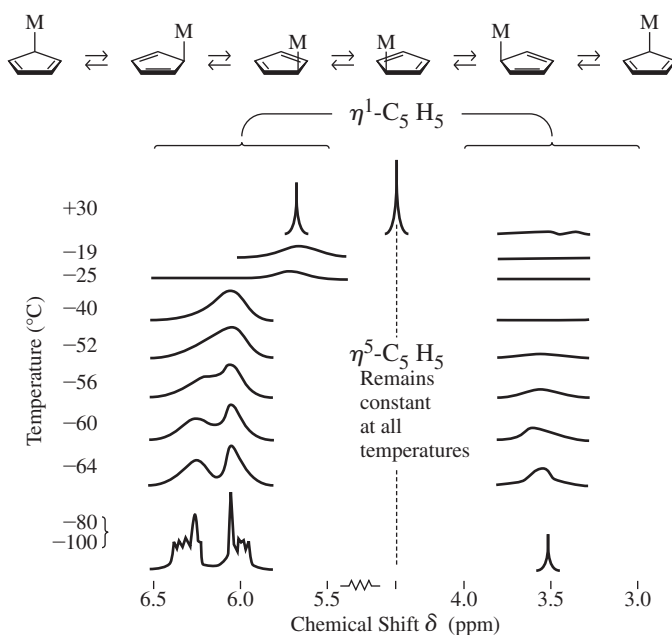 M M M M M M
η¹-C₅ H₅
+30
−19
−25
−40
−52
−56
−60
−64
−80
−100
Temperature (°C)
η⁵-C₅ H₅
Remains
constant
at all
temperatures
6.5 6.0 5.5 4.0 3.5 3.0
Chemical Shift δ (ppm)